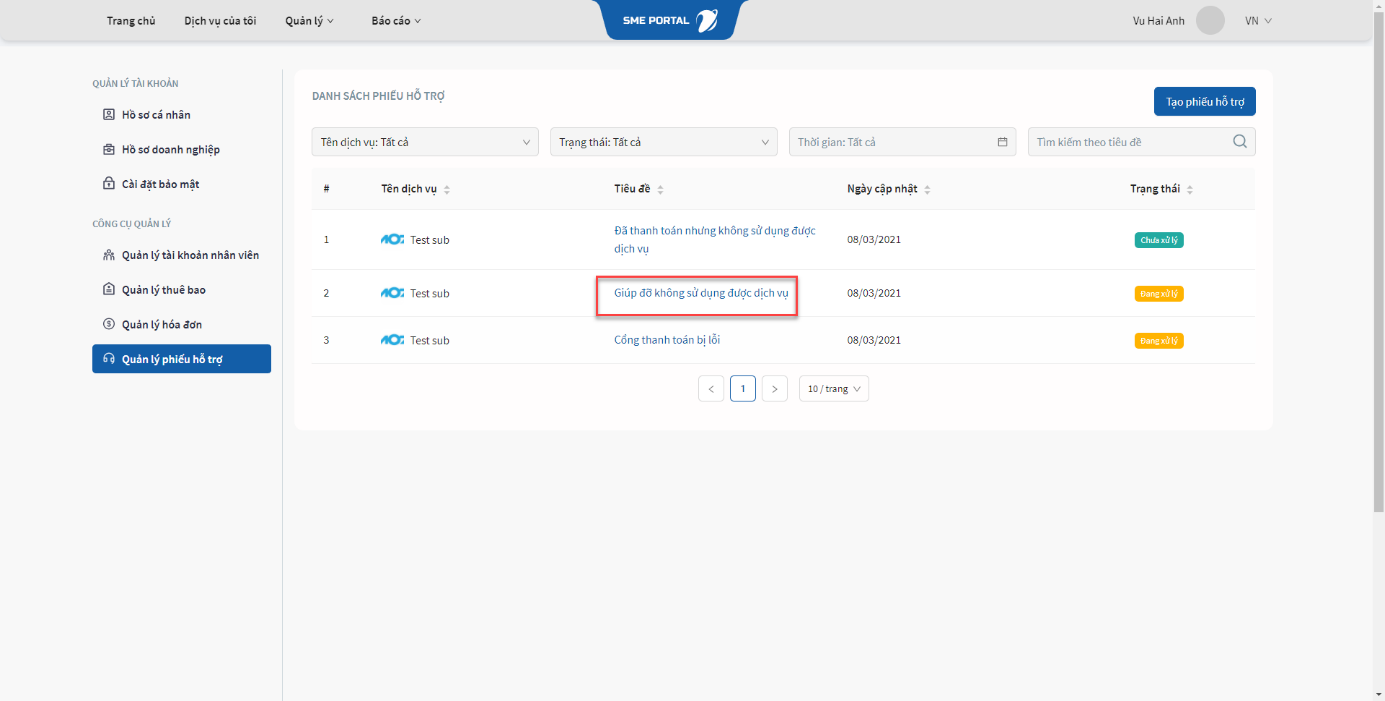 Trang chủ Dịch vụ của tôi Quản lý Báo cáo SME PORTAL Vu Hai Anh VN
QUẢN LÝ TÀI KHOẢN
Hồ sơ cá nhân
Hồ sơ doanh nghiệp
Cài đặt bảo mật
CÔNG CỤ QUẢN LÝ
Quản lý tài khoản nhân viên
Quản lý thuê bao
Quản lý hóa đơn
Quản lý phiếu hỗ trợ
DANH SÁCH PHIẾU HỖ TRỢ
Tạo phiếu hỗ trợ
Tên dịch vụ: Tất cả Trạng thái: Tất cả Thời gian: Tất cả Tìm kiếm theo tiêu đề
# Tên dịch vụ Tiêu đề Ngày cập nhật Trạng thái
1 Test sub Đã thanh toán nhưng không sử dụng được
dịch vụ 08/03/2021 Chưa xử lý
2 Test sub Giúp đỡ không sử dụng được dịch vụ 08/03/2021 Đang xử lý
3 Test sub Cổng thanh toán bị lỗi 08/03/2021 Đang xử lý
< 1 > 10 / trang